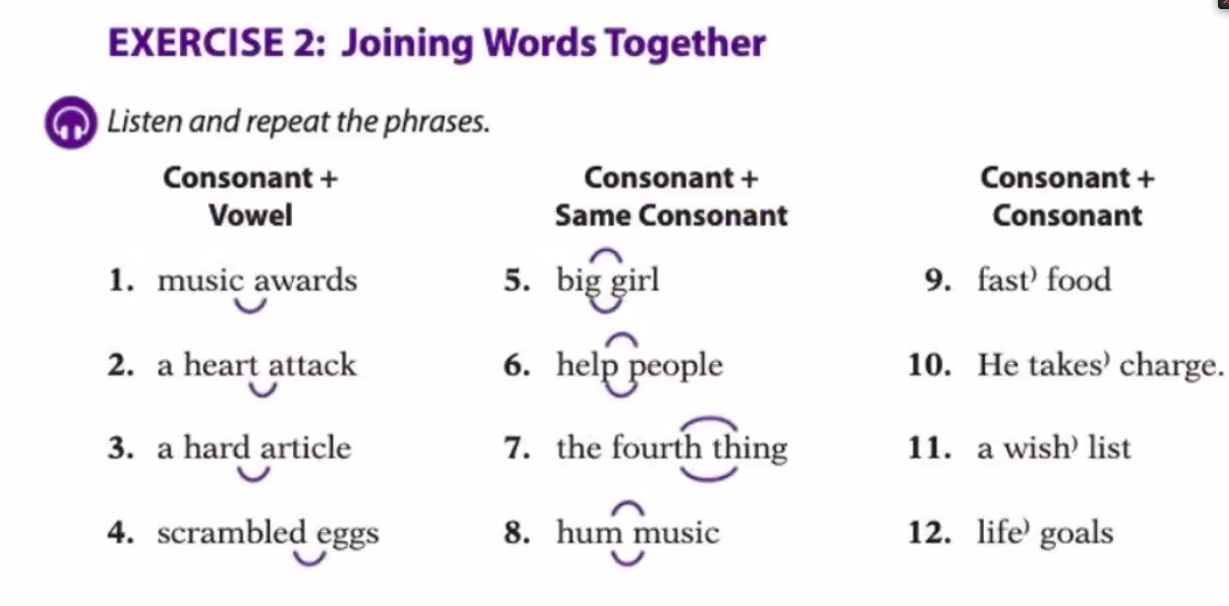 EXERCISE 2: Joining Words Together
Listen and repeat the phrases.
Consonant +
Vowel
1. music awards
2. a heart attack
3. a hard article
4. scrambled eggs
Consonant +
Same Consonant
5. big girl
6. help people
7. the fourth thing
8. hum music
Consonant +
Consonant
9. fast⁾ food
10. He takes⁾ charge.
11. a wish⁾ list
12. life⁾ goals